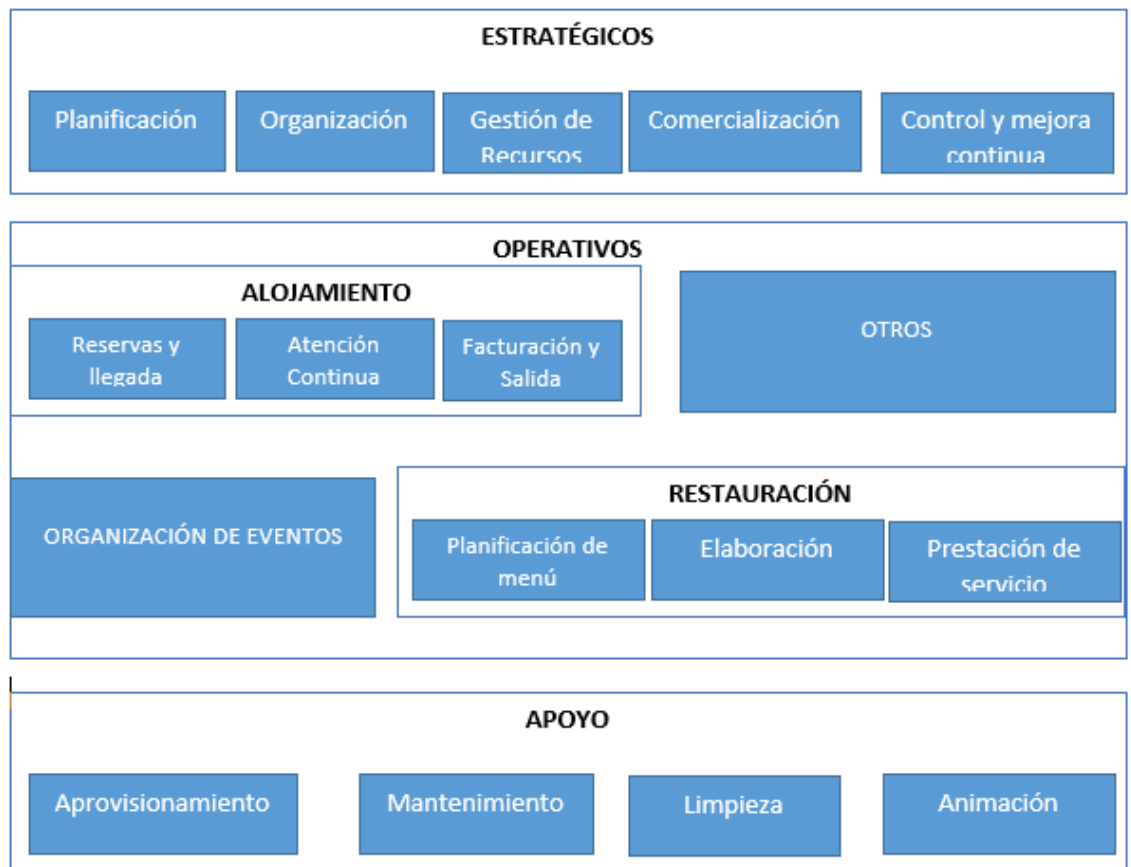 ESTRATÉGICOS
Planificación
Organización
Gestión de
Recursos
Comercialización
Control y mejora
continua
OPERATIVOS
ALOJAMIENTO
Reservas y
llegada
Atención
Continua
Facturación y
Salida
OTROS
ORGANIZACIÓN DE EVENTOS
RESTAURACIÓN
Planificación de
menú
Elaboración
Prestación de
servicio
APOYO
Aprovisionamiento
Mantenimiento
Limpieza
Animación